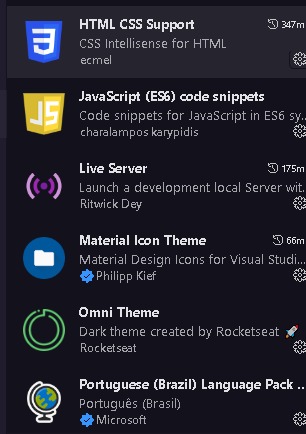 HTML CSS Support 347m
CSS Intellisense for HTML
ecmel
JavaScript (ES6) code snippets
Code snippets for JavaScript in ES6 sy...
charalampos karypidis
Live Server 175m
Launch a development local Server wit...
Ritwick Dey
Material Icon Theme 66m
Material Design Icons for Visual Studi...
Philipp Kief
Omni Theme
Dark theme created by Rocketseat 🚀
Rocketseat
Portuguese (Brazil) Language Pack ...
Português (Brasil)
Microsoft